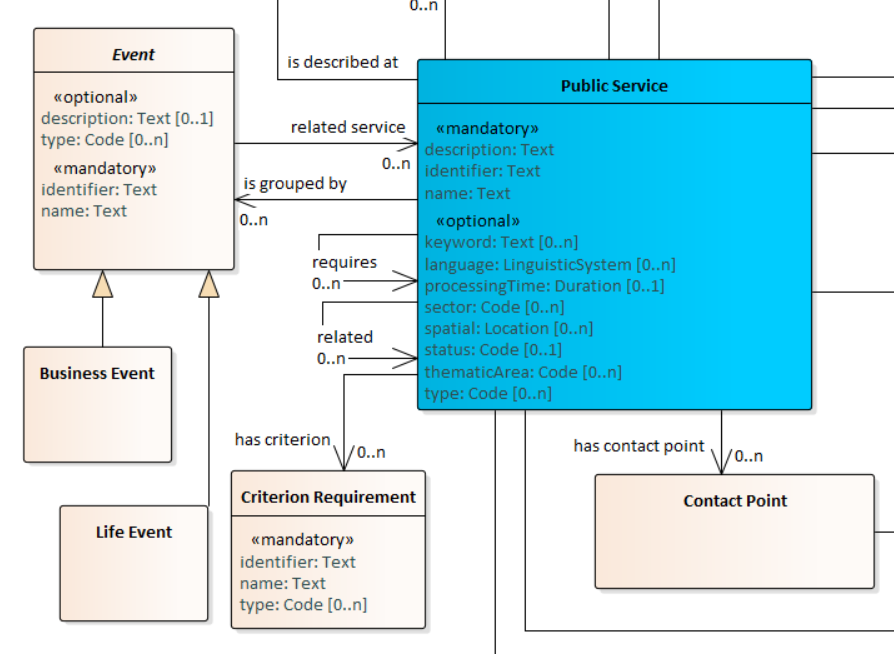 0..n
Event
«optional»
description: Text [0..1]
type: Code [0..n]
«mandatory»
identifier: Text
name: Text
is described at
related service
0..n
is grouped by
0..n
Public Service
«mandatory»
description: Text
identifier: Text
name: Text
«optional»
keyword: Text [0..n]
language: LinguisticSystem [0..n]
processingTime: Duration [0..1]
sector: Code [0..n]
spatial: Location [0..n]
status: Code [0..1]
thematicArea: Code [0..n]
type: Code [0..n]
requires
0..n
related
0..n
Business Event
Life Event
has criterion
0..n
Criterion Requirement
«mandatory»
identifier: Text
name: Text
type: Code [0..n]
has contact point
0..n
Contact Point